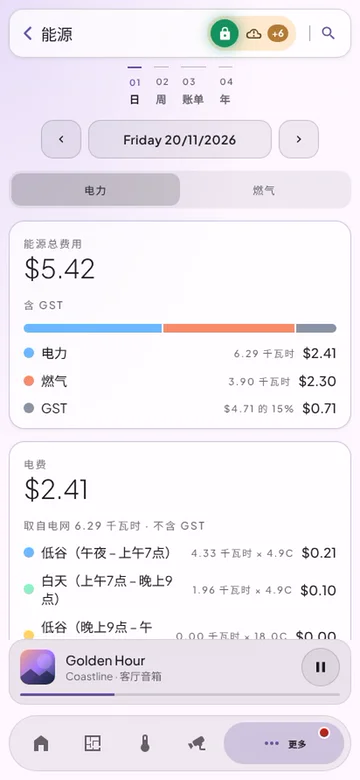 能源
+6
01
02
03
04
日
周
账单
年
Friday 20/11/2026
电力
燃气
能源总费用
$5.42
含 GST
电力 6.29 千瓦时 $2.41
燃气 3.90 千瓦时 $2.30
GST $4.71 的 15% $0.71
电费
$2.41
取自电网 6.29 千瓦时 · 不含 GST
低谷（午夜 – 上午7点） 4.33 千瓦时 × 4.9C $0.21
白天（上午7点 – 晚上9
点） 1.96 千瓦时 × 4.9C $0.10
低谷（晚上9点 – 午 0.00 千瓦时 × 18.0C $0.00
Golden Hour
Coastline · 客厅音箱
更多